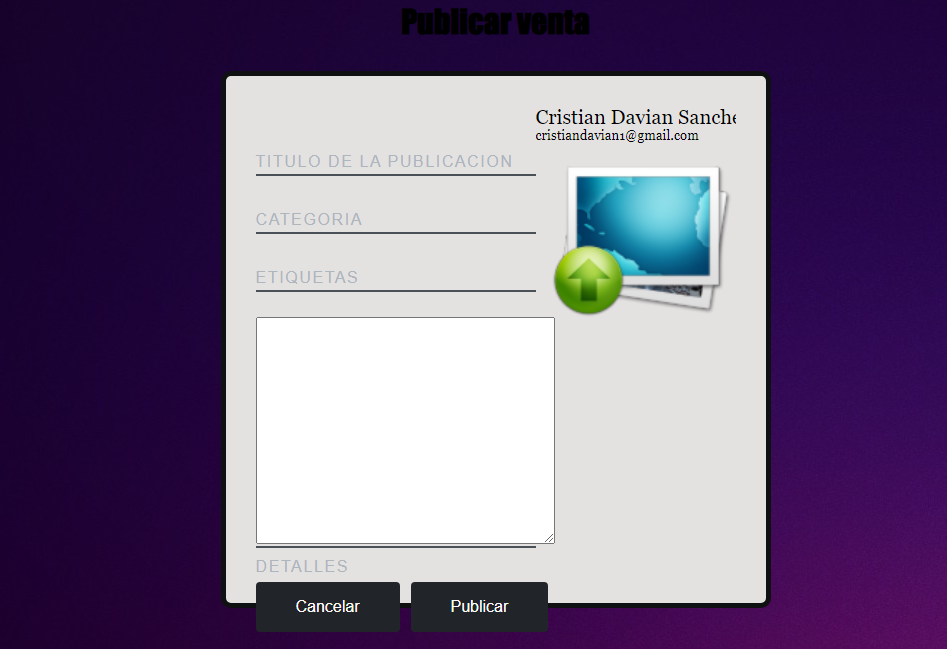 Publicar venta
Cristian Davian Sanche
cristiandavian1@gmail.com
TITULO DE LA PUBLICACION
CATEGORIA
ETIQUETAS
DETALLES
Cancelar
Publicar